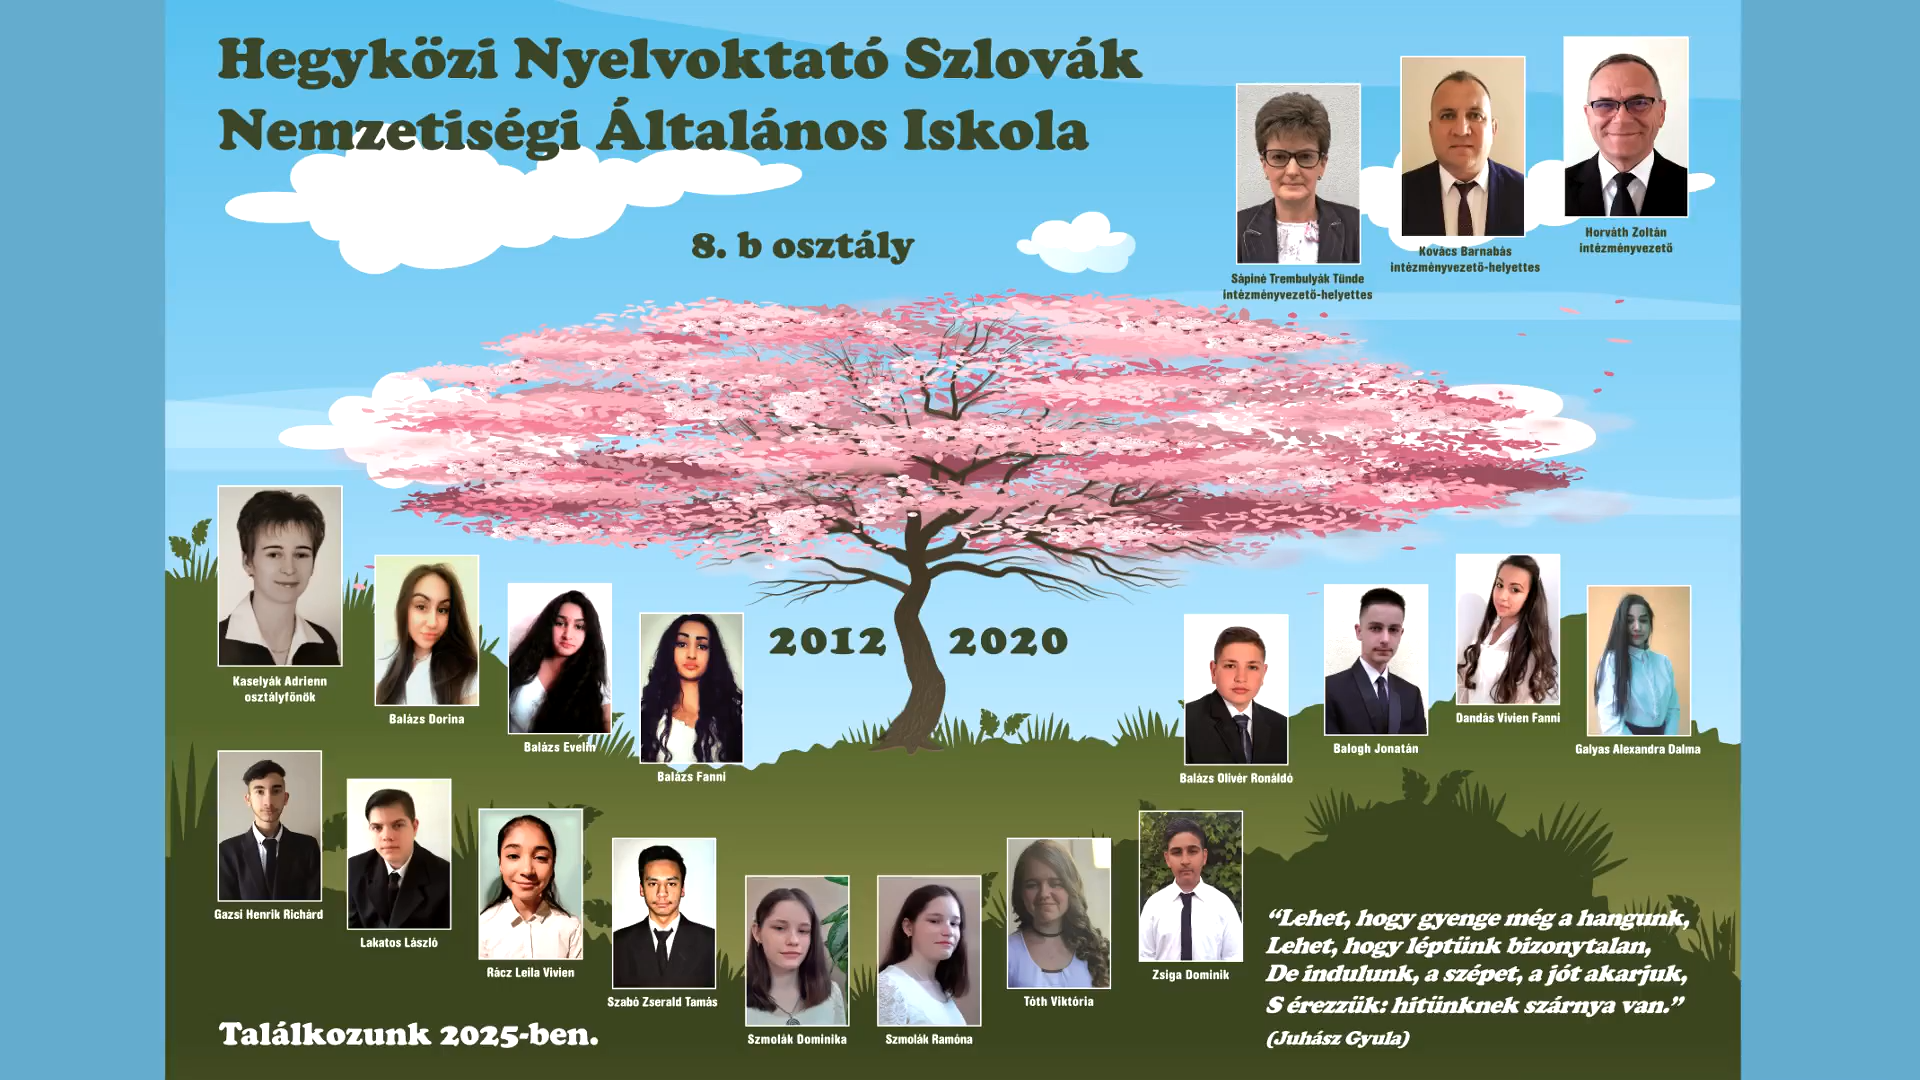 Hegyközi Nyelvoktató Szlovák
Nemzetiségi Általános Iskola
8. b osztály
Sápiné Trembulyák Tünde
intézményvezető-helyettes
Kovács Barnabás
intézményvezető-helyettes
Horváth Zoltán
intézményvezető
2012 2020
Kaselyák Adrienn
osztályfőnök
Balázs Dorina
Balázs Evelin
Balázs Fanni
Balázs Olivér Ronáldó
Balogh Jonatán
Dandás Vivien Fanni
Galyas Alexandra Dalma
Gazsi Henrik Richárd
Lakatos László
Rácz Leila Vivien
Szabó Zserald Tamás
Szmolák Dominika
Szmolák Ramóna
Tóth Viktória
Zsiga Dominik
“Lehet, hogy gyenge még a hangunk,
Lehet, hogy léptünk bizonytalan,
De indulunk, a szépet, a jót akarjuk,
S érezzük: hitünknek szárnya van.”
(Juhász Gyula)
Találkozunk 2025-ben.